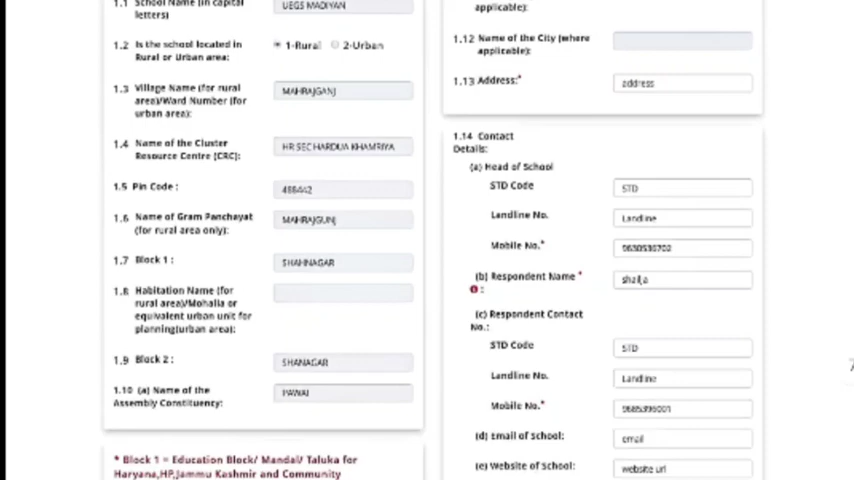 1.1 School Name (in capital
letters)
UEGS MADIYAN
1.2 Is the school located in
Rural or Urban area:
1-Rural 2-Urban
1.3 Village Name (for rural
area)/Ward Number (for
urban area):
MAHRAJGANJ
1.4 Name of the Cluster
Resource Centre (CRC):
HR SEC HARDUA KHAMRIYA
1.5 Pin Code :
488442
1.6 Name of Gram Panchayat
(for rural area only):
MAHRAJGUNJ
1.7 Block 1 :
SHAHNAGAR
1.8 Habitation Name (for
rural area)/Mohalla or
equivalent urban unit for
planning(urban area):
1.9 Block 2 :
SHANAGAR
1.10 (a) Name of the
Assembly Constituency:
PAWAI
* Block 1 = Education Block/ Mandal/ Taluka for
Haryana,HP,Jammu Kashmir and Community
applicable):
1.12 Name of the City (where
applicable):
1.13 Address:*
address
1.14 Contact
Details:
(a) Head of School
STD Code
STD
Landline No.
Landline
Mobile No.*
9630536702
(b) Respondent Name *
:
shailja
(c) Respondent Contact
No.:
STD Code
STD
Landline No.
Landline
Mobile No.*
9685396001
(d) Email of School:
email
(e) Website of School:
website url